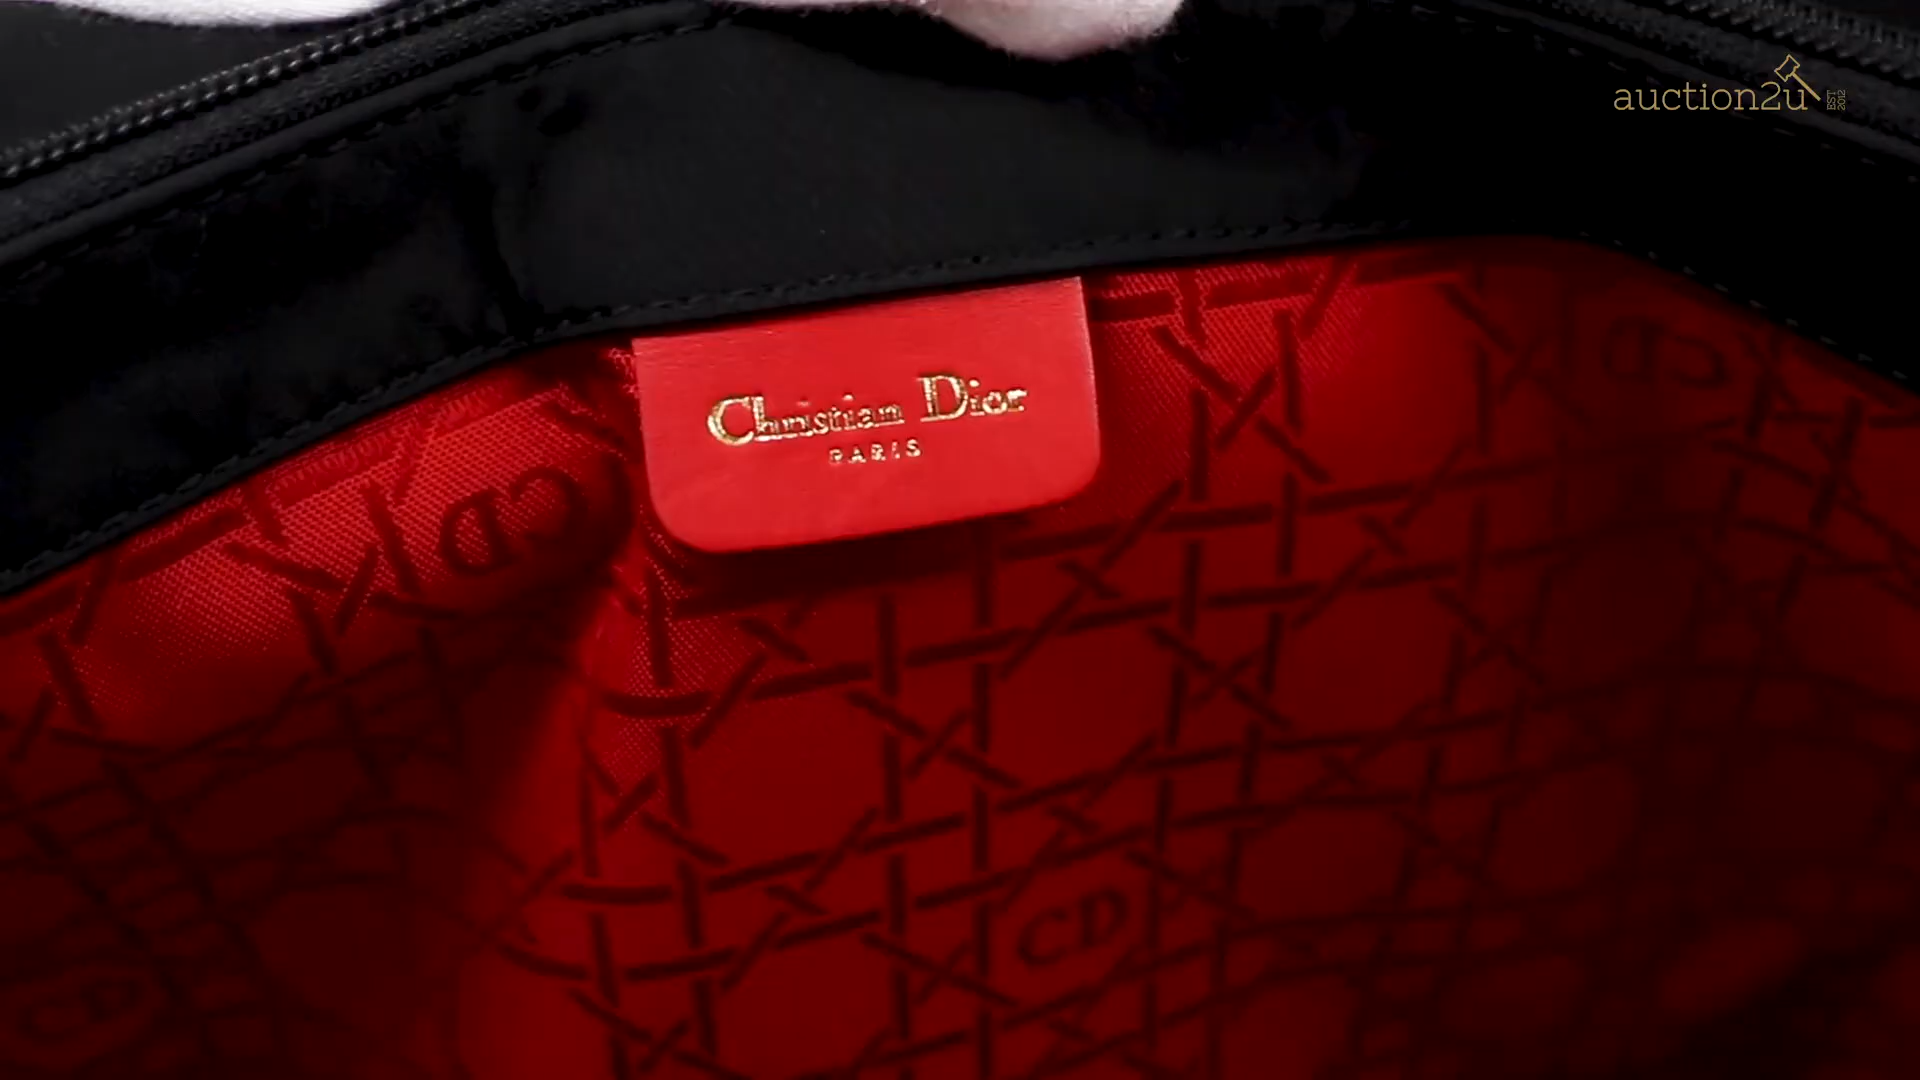 auction2u
EST
2012
Christian Dior
PARIS
CD
CD
CD
CD